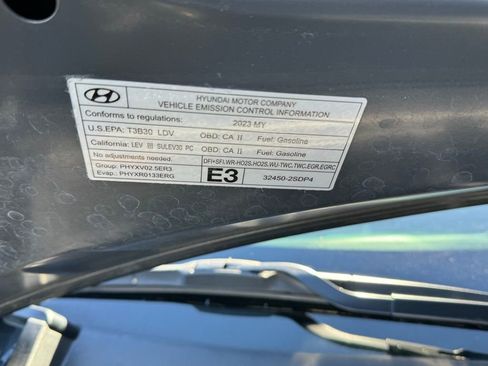 HYUNDAI MOTOR COMPANY
VEHICLE EMISSION CONTROL INFORMATION
Conforms to regulations: 2023 MY
U.S.EPA: T3B30 LDV OBD: CA II Fuel: Gasoline
California: LEV III SULEV30 PC OBD: CA II Fuel: Gasoline
No adjustments needed. DFI+SFI,WR-HO2S,HO2S,WU-TWC,TWC,EGR,EGRC
Group: PHYXV02.5ER3
Evap.: PHYXR0133ERG
E3 32450-2SDP4